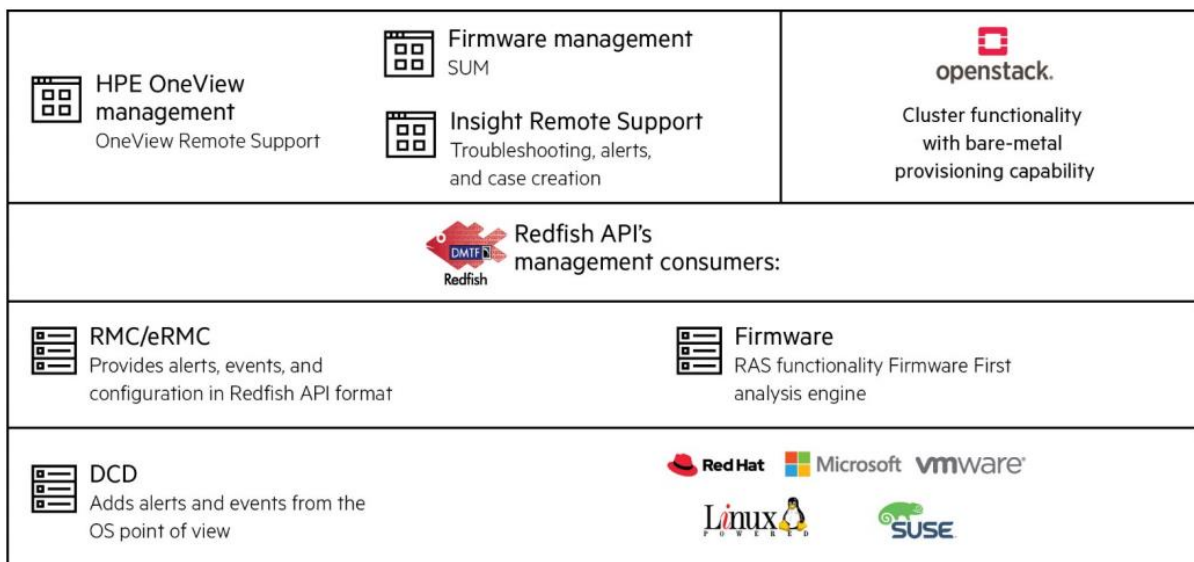 HPE OneView
management
OneView Remote Support
Firmware management
SUM
Insight Remote Support
Troubleshooting, alerts,
and case creation
openstack.
Cluster functionality
with bare-metal
provisioning capability
DMTF
Redfish
Redfish API's
management consumers:
RMC/eRMC
Provides alerts, events, and
configuration in Redfish API format
Firmware
RAS functionality Firmware First
analysis engine
DCD
Adds alerts and events from the
OS point of view
Red Hat
Microsoft
vmware®
Linux
POWERED
SUSE